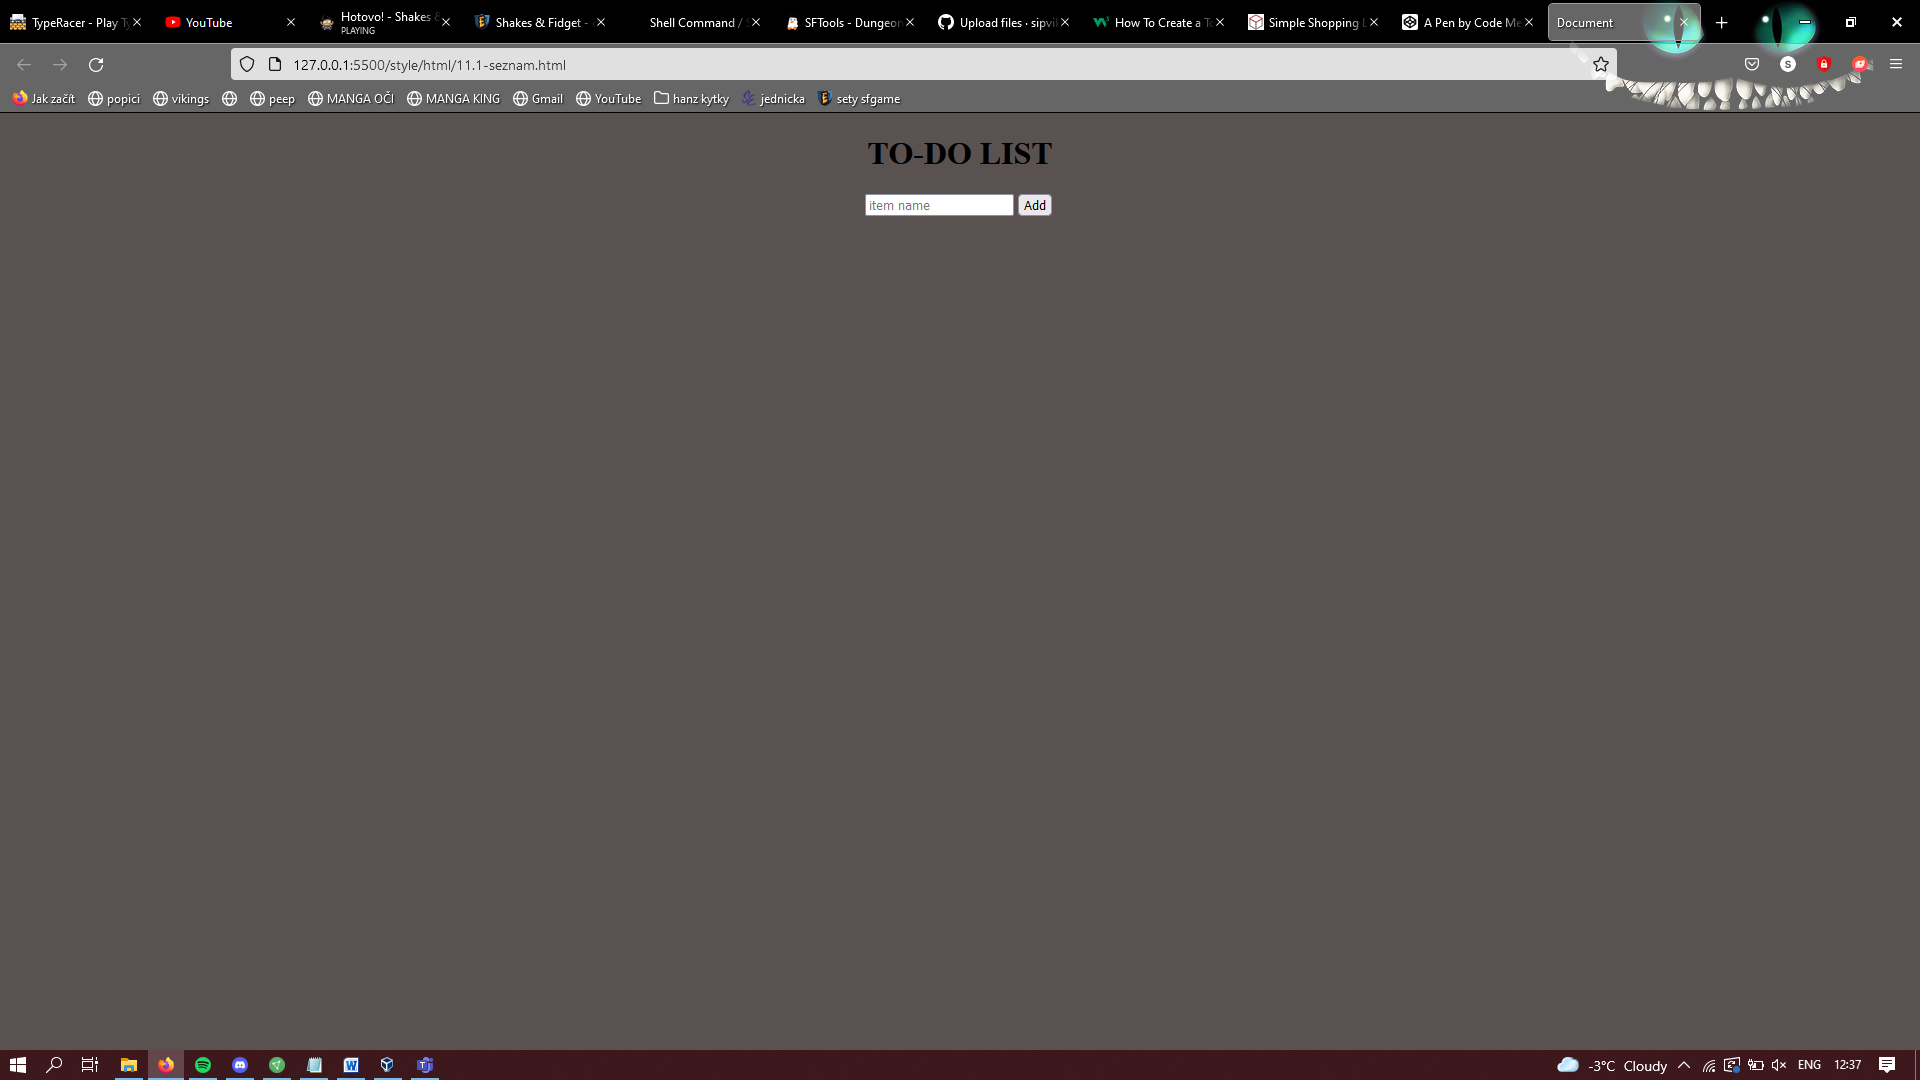 TypeRacer - Play Ty
YouTube
Hotovo! - Shakes &
PLAYING
Shakes & Fidget -
Shell Command / S
SFTools - Dungeon
Upload files · sipvi
How To Create a To
Simple Shopping L
A Pen by Code Me
Document
127.0.0.1:5500/style/html/11.1-seznam.html
S
Jak začít
popici
vikings
peep
MANGA OČI
MANGA KING
Gmail
YouTube
hanz kytky
jednicka
sety sfgame
TO-DO LIST
item name
Add
-3°C Cloudy
ENG
12:37